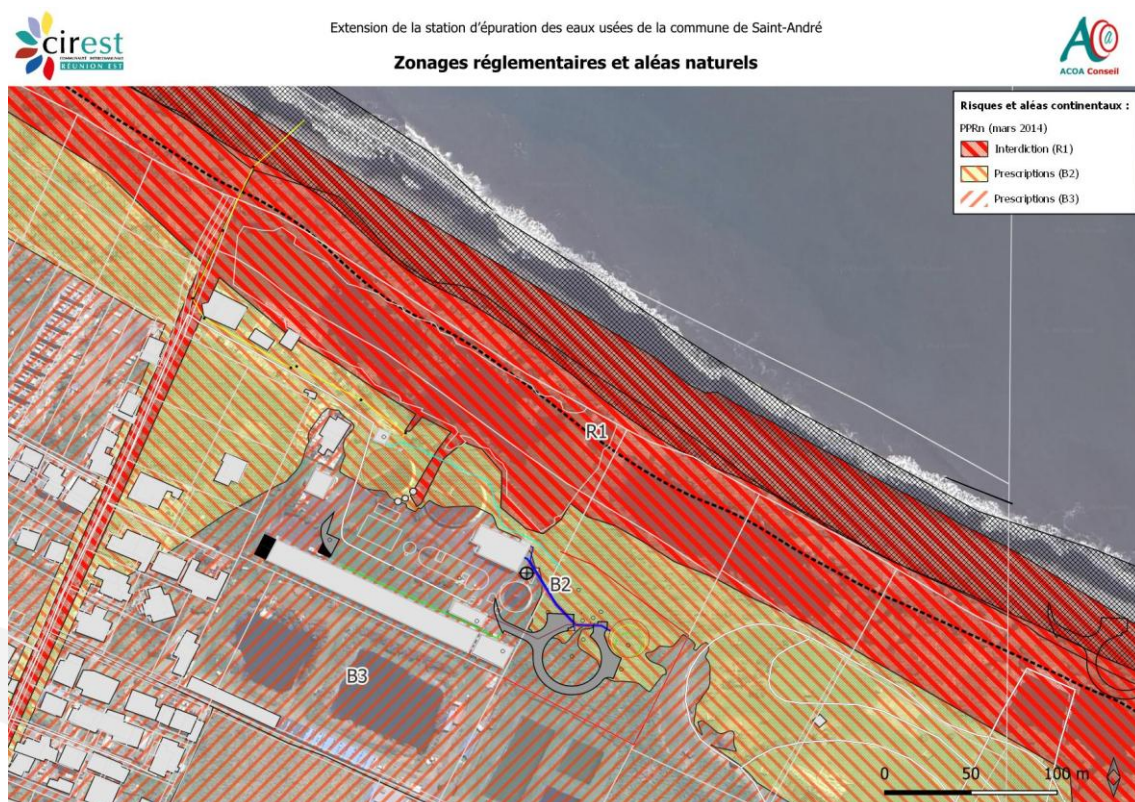 Extension de la station d'épuration des eaux usées de la commune de Saint-André
cirest
COMMUNAUTÉ INTERCOMMUNALE
RÉUNION EST
Zonages réglementaires et aléas naturels
ACOA Conseil
Risques et aléas continentaux :
PPRn (mars 2014)
Interdiction (R1)
Prescriptions (B2)
Prescriptions (B3)
R1
B2
B3
0 50 100 m